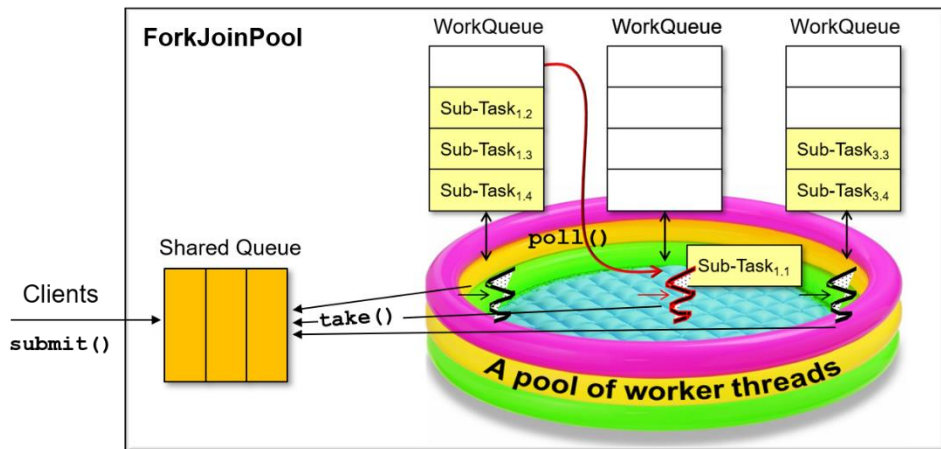 ForkJoinPool
WorkQueue
WorkQueue
WorkQueue
Sub-Task1.2
Sub-Task1.3
Sub-Task1.4
Sub-Task3.3
Sub-Task3.4
poll()
Sub-Task1.1
Shared Queue
Clients
submit()
take()
A pool of worker threads